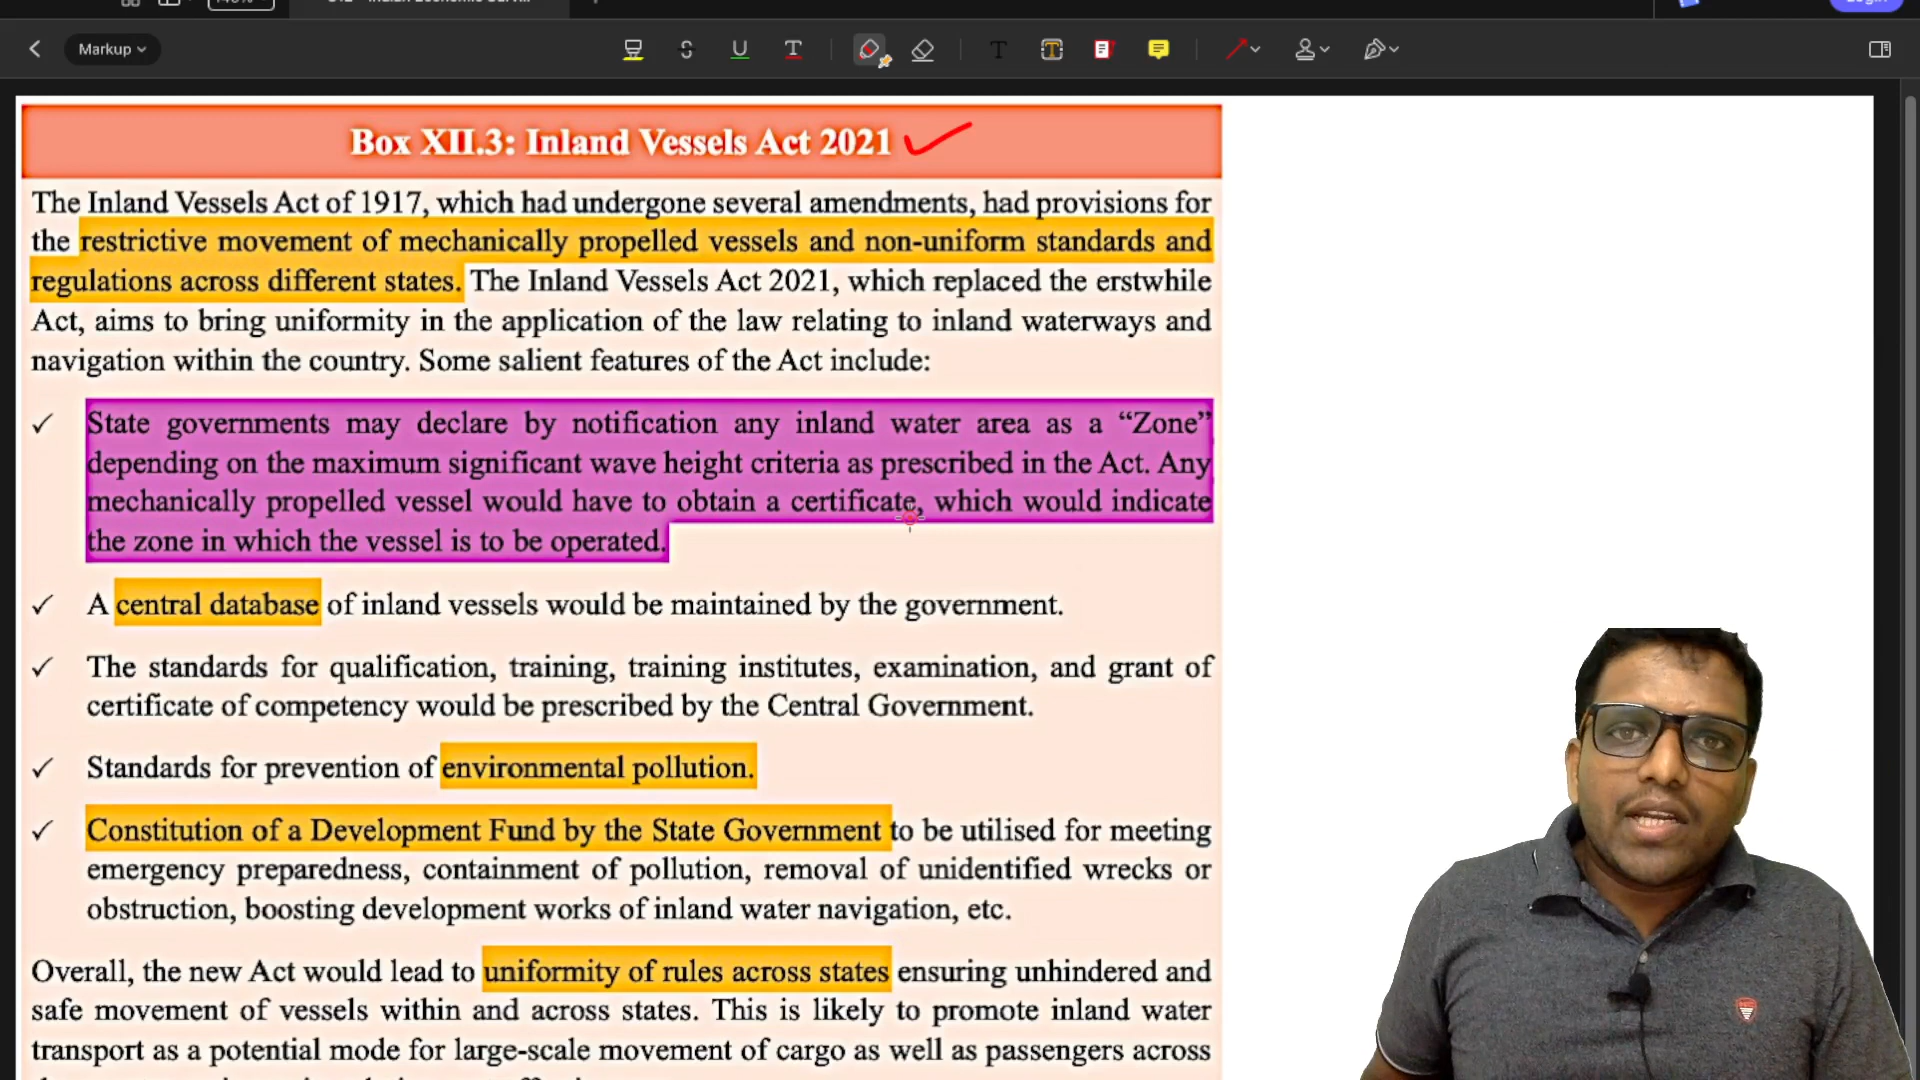 Markup
Box XII.3: Inland Vessels Act 2021
The Inland Vessels Act of 1917, which had undergone several amendments, had provisions for
the restrictive movement of mechanically propelled vessels and non-uniform standards and
regulations across different states. The Inland Vessels Act 2021, which replaced the erstwhile
Act, aims to bring uniformity in the application of the law relating to inland waterways and
navigation within the country. Some salient features of the Act include:
✓ State governments may declare by notification any inland water area as a “Zone”
depending on the maximum significant wave height criteria as prescribed in the Act. Any
mechanically propelled vessel would have to obtain a certificate, which would indicate
the zone in which the vessel is to be operated.
✓ A central database of inland vessels would be maintained by the government.
✓ The standards for qualification, training, training institutes, examination, and grant of
certificate of competency would be prescribed by the Central Government.
✓ Standards for prevention of environmental pollution.
✓ Constitution of a Development Fund by the State Government to be utilised for meeting
emergency preparedness, containment of pollution, removal of unidentified wrecks or
obstruction, boosting development works of inland water navigation, etc.
Overall, the new Act would lead to uniformity of rules across states ensuring unhindered and
safe movement of vessels within and across states. This is likely to promote inland water
transport as a potential mode for large-scale movement of cargo as well as passengers across